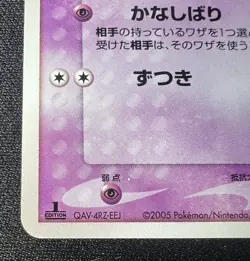 かなしばり
相手の持っているワザを1つ選
受けた相手は、そのワザを使う
ずつき
弱点
抵抗
1
EDITION
QAV-4RZ-EEJ
©2005 Pokémon/Nintendo,